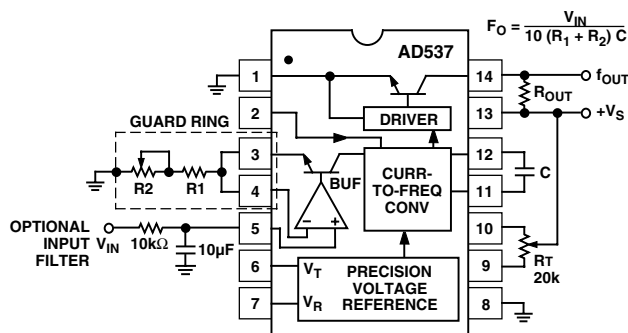 F_O = V_IN / 10 (R_1 + R_2) C
AD537
1
14
f_OUT
R_OUT
2
DRIVER
13
+V_S
GUARD RING
3
12
R2
R1
BUF
CURR-
TO-FREQ
CONV
C
4
11
– +
OPTIONAL
INPUT
FILTER
V_IN
10kΩ
10µF
5
10
R_T
20k
6
V_T
PRECISION
VOLTAGE
REFERENCE
9
7
V_R
8